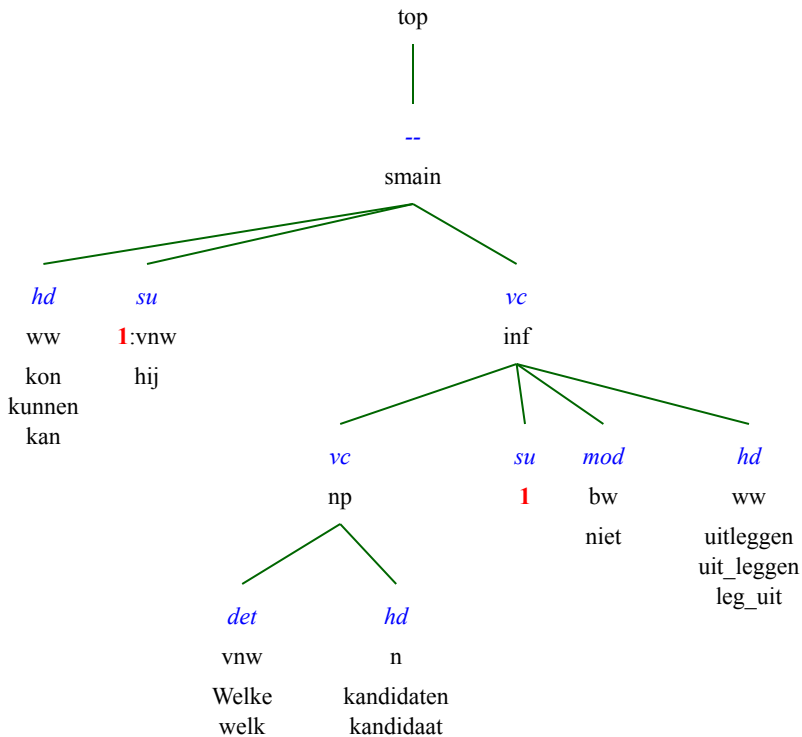 top
--
smain
hd su vc
ww 1:vnw inf
kon hij
kunnen
kan
vc su mod hd
np 1 bw ww
niet uitleggen
uit_leggen
leg_uit
det hd
vnw n
Welke kandidaten
welk kandidaat